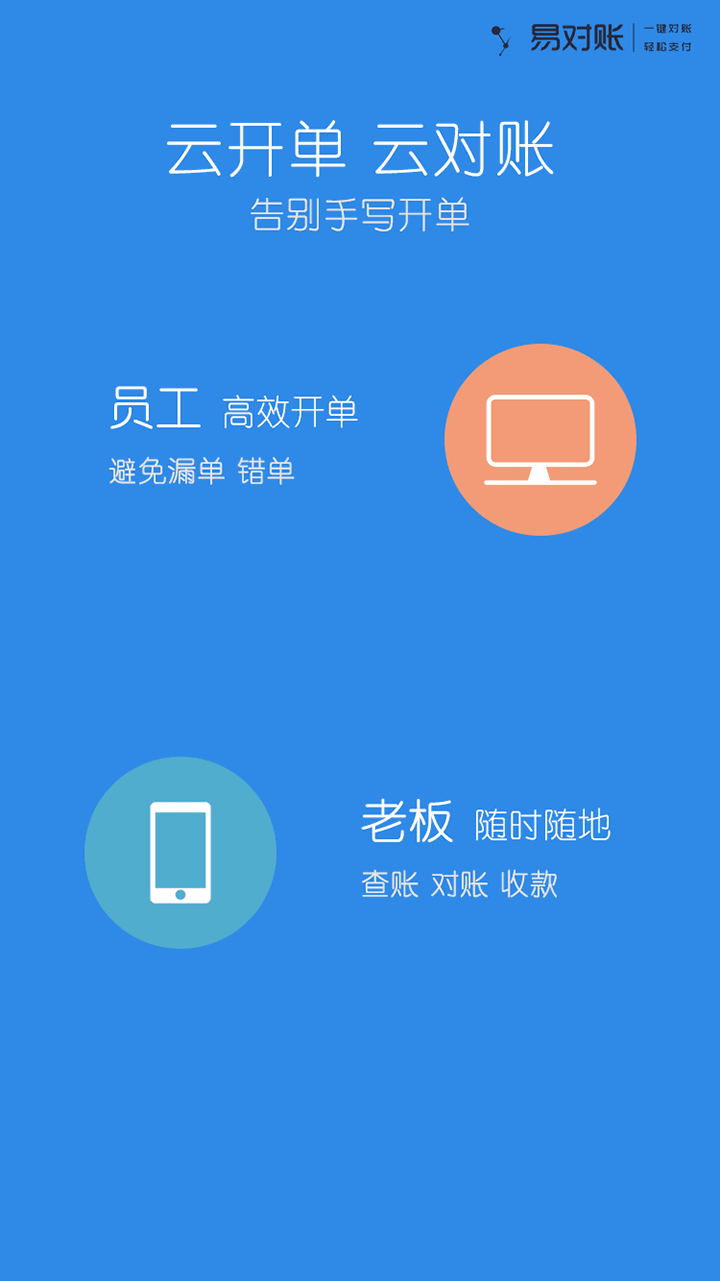 易对账
一键对账
轻松支付
云开单 云对账
告别手写开单
员工 高效开单
避免漏单 错单
老板 随时随地
查账 对账 收款